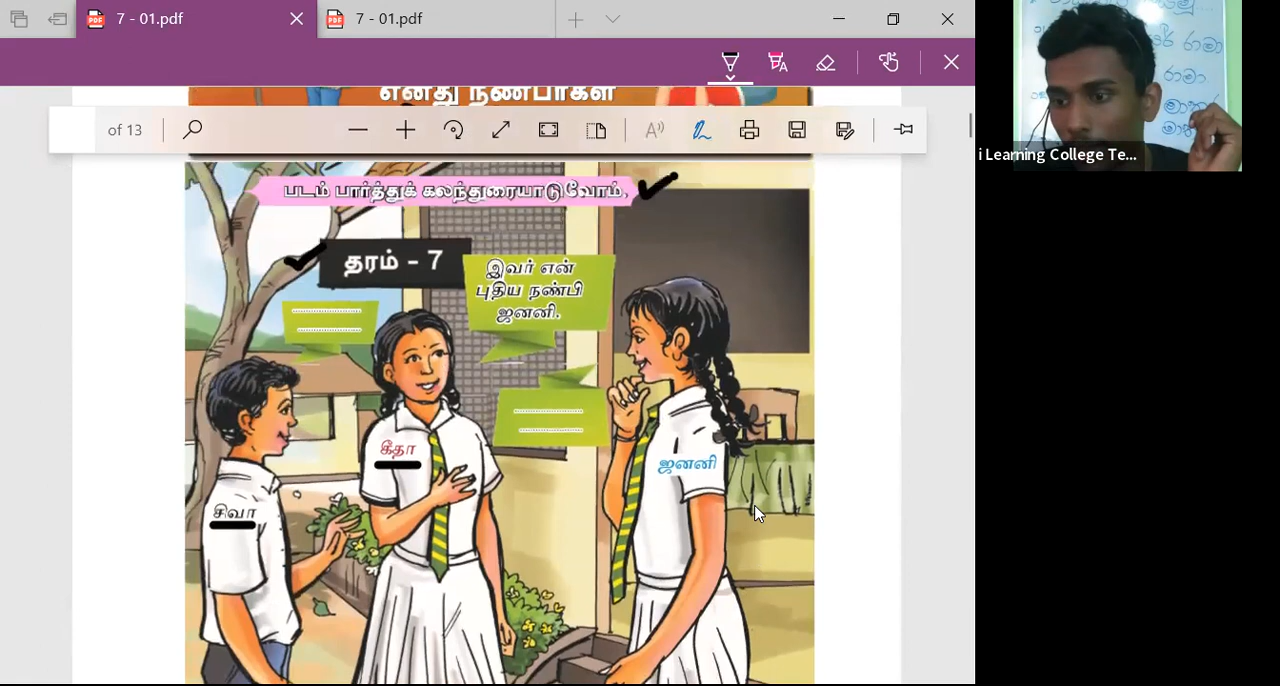 7 - 01.pdf
7 - 01.pdf
எனது நண்பர்கள்
of 13
படம் பார்த்துக் கலந்துரையாடுவோம்.
தரம் - 7
இவர் என்
புதிய நண்பி
ஜனனி.
கீதா
ஜனனி
சிவா
රාමා
රාමා
i Learning College Te...